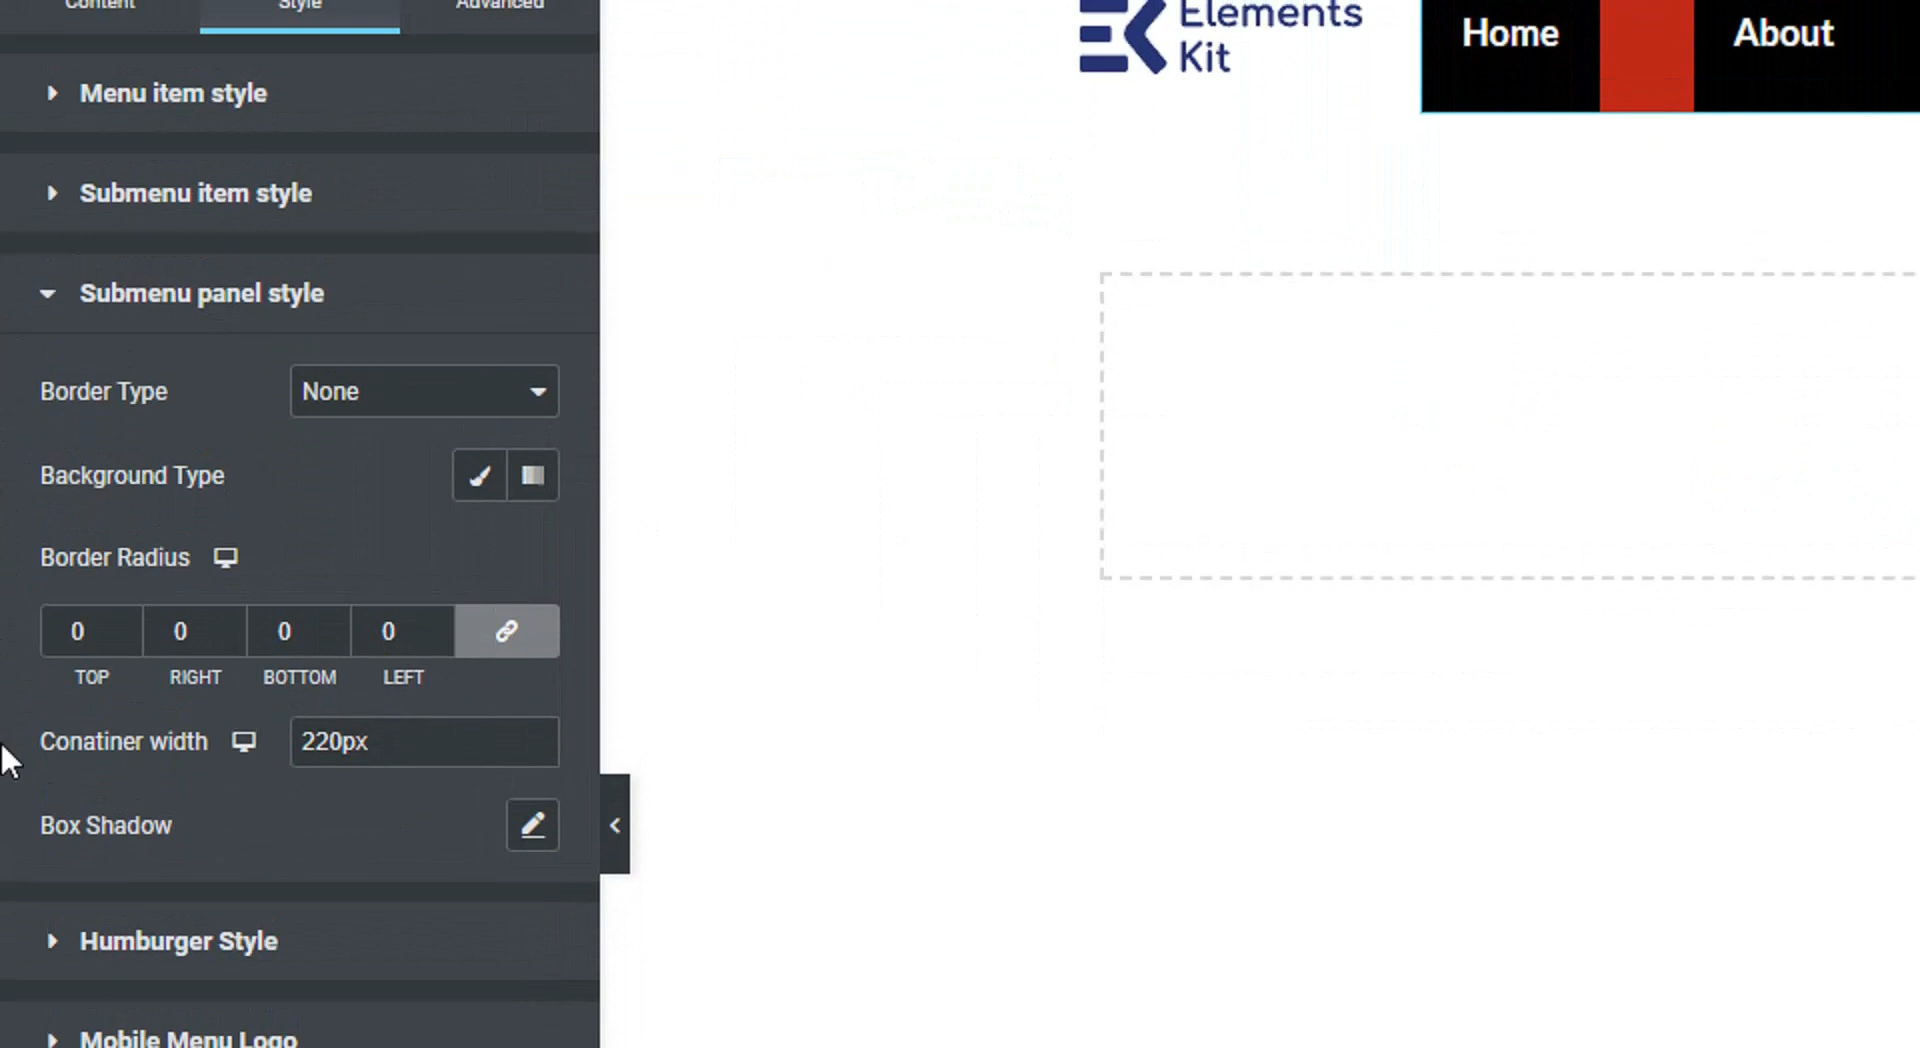 Content Style Advanced
Elements
Kit
Home About
Menu item style
Submenu item style
Submenu panel style
Border Type None
Background Type
Border Radius
0 0 0 0
TOP RIGHT BOTTOM LEFT
Conatiner width 220px
Box Shadow
Humburger Style
Mobile Menu Logo